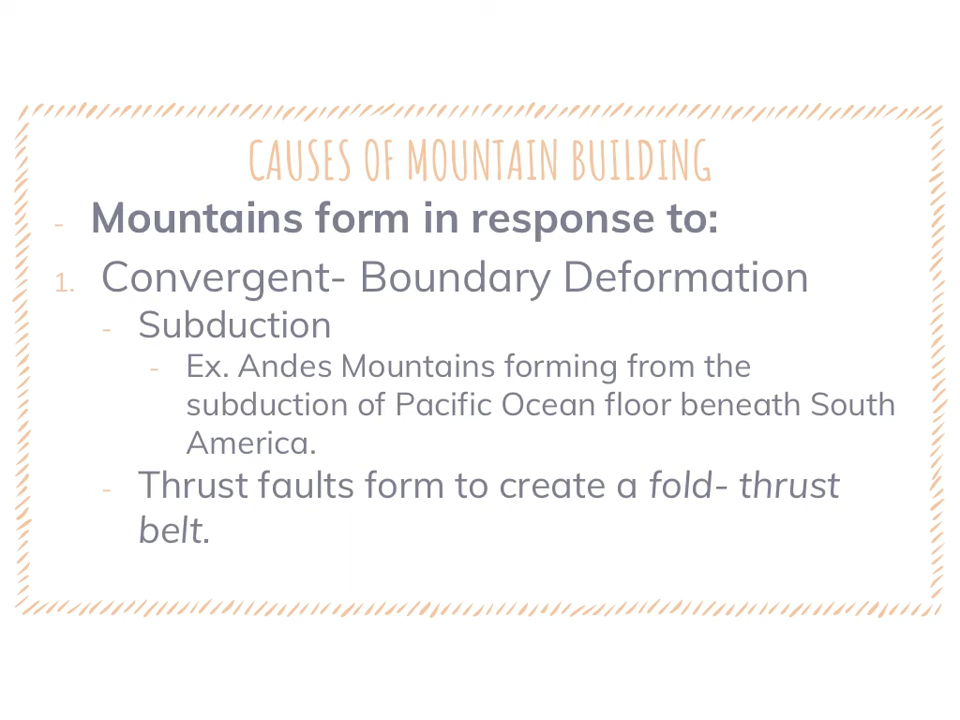 CAUSES OF MOUNTAIN BUILDING
- Mountains form in response to:
1. Convergent- Boundary Deformation
- Subduction
- Ex. Andes Mountains forming from the
subduction of Pacific Ocean floor beneath South
America.
- Thrust faults form to create a fold- thrust
belt.